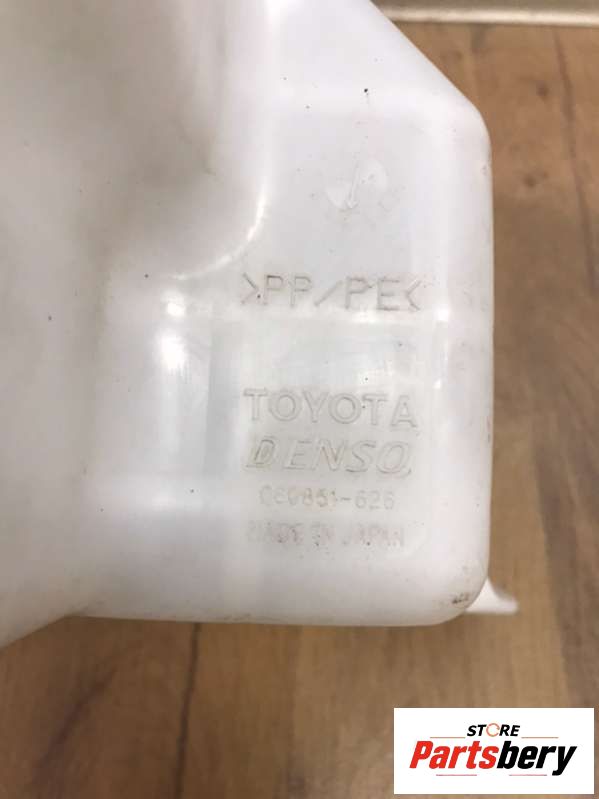 >PP/PE<
TOYOTA
DENSO
060851-626
MADE IN JAPAN
STORE
Partsbery